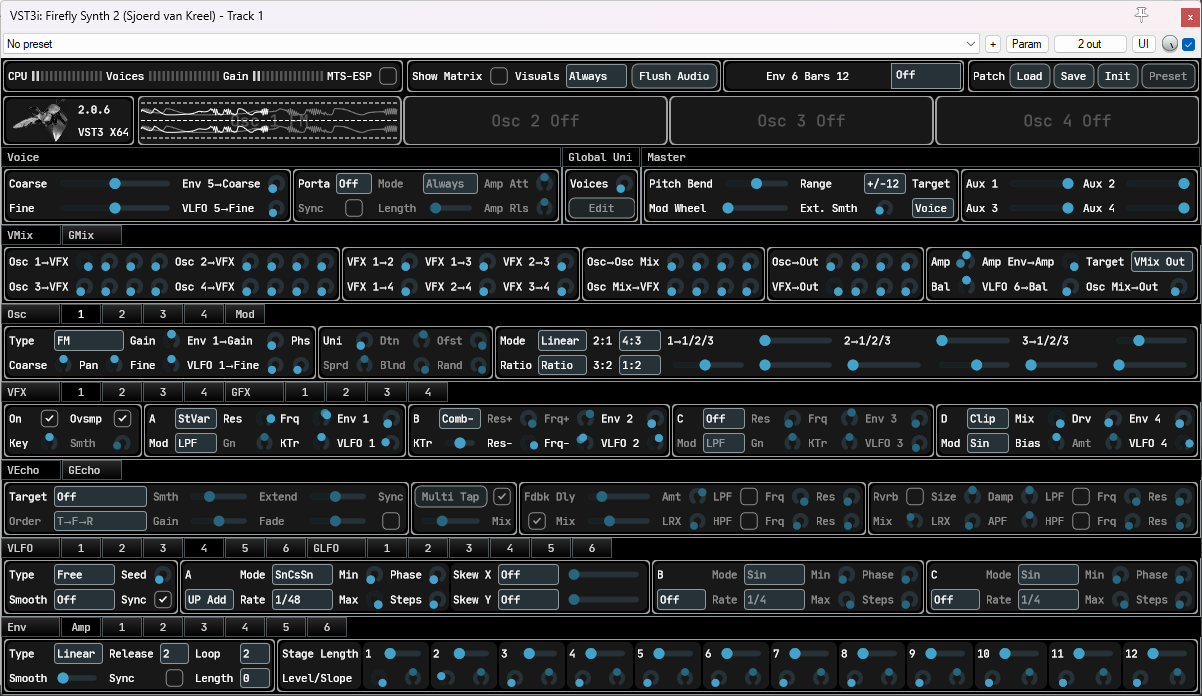 VST3i: Firefly Synth 2 (Sjoerd van Kreel) - Track 1
No preset + Param 2 out UI
CPU Voices Gain MTS-ESP Show Matrix Visuals Always Flush Audio Env 6 Bars 12 Off Patch Load Save Init Preset
2.0.6
VST3 X64
Osc 2 Off Osc 3 Off Osc 4 Off
Voice Global Uni Master
Coarse Env 5→Coarse Porta Off Mode Always Amp Att Voices Pitch Bend Range +/-12 Target Aux 1 Aux 2
Fine VLFO 5→Fine Sync Length Amp Rls Edit Mod Wheel Ext. Smth Voice Aux 3 Aux 4
VMix GMix
Osc 1→VFX Osc 2→VFX VFX 1→2 VFX 1→3 VFX 2→3 Osc→Osc Mix Osc→Out Amp Amp Env→Amp Target VMix Out
Osc 3→VFX Osc 4→VFX VFX 1→4 VFX 2→4 VFX 3→4 Osc Mix→VFX VFX→Out Bal VLFO 6→Bal Osc Mix→Out
Osc 1 2 3 4 Mod
Type FM Gain Env 1→Gain Phs Uni Dtn Ofst Mode Linear 2:1 4:3 1→1/2/3 2→1/2/3 3→1/2/3
Coarse Pan Fine VLFO 1→Fine Sprd Blnd Rand Ratio Ratio 3:2 1:2
VFX 1 2 3 4 GFX 1 2 3 4
On Ovsmp A StVar Res Frq Env 1 B Comb- Res+ Frq+ Env 2 C Off Res Frq Env 3 D Clip Mix Drv Env 4
Key Smth Mod LPF Gn KTr VLFO 1 KTr Res- Frq- VLFO 2 Mod LPF Gn KTr VLFO 3 Mod Sin Bias Amt VLFO 4
VEcho GEcho
Target Off Smth Extend Sync Multi Tap Fdbk Dly Amt LPF Frq Res Rvrb Size Damp LPF Frq Res
Order T→F→R Gain Fade Mix Mix LRX HPF Frq Res Mix LRX APF HPF Frq Res
VLFO 1 2 3 4 5 6 GLFO 1 2 3 4 5 6
Type Free Seed A Mode SnCsSn Min Phase Skew X Off B Mode Sin Min Phase C Mode Sin Min Phase
Smooth Off Sync UP Add Rate 1/48 Max Steps Skew Y Off Off Rate 1/4 Max Steps Off Rate 1/4 Max Steps
Env Amp 1 2 3 4 5 6
Type Linear Release 2 Loop 2 Stage Length 1 2 3 4 5 6 7 8 9 10 11 12
Smooth Sync Length 0 Level/Slope